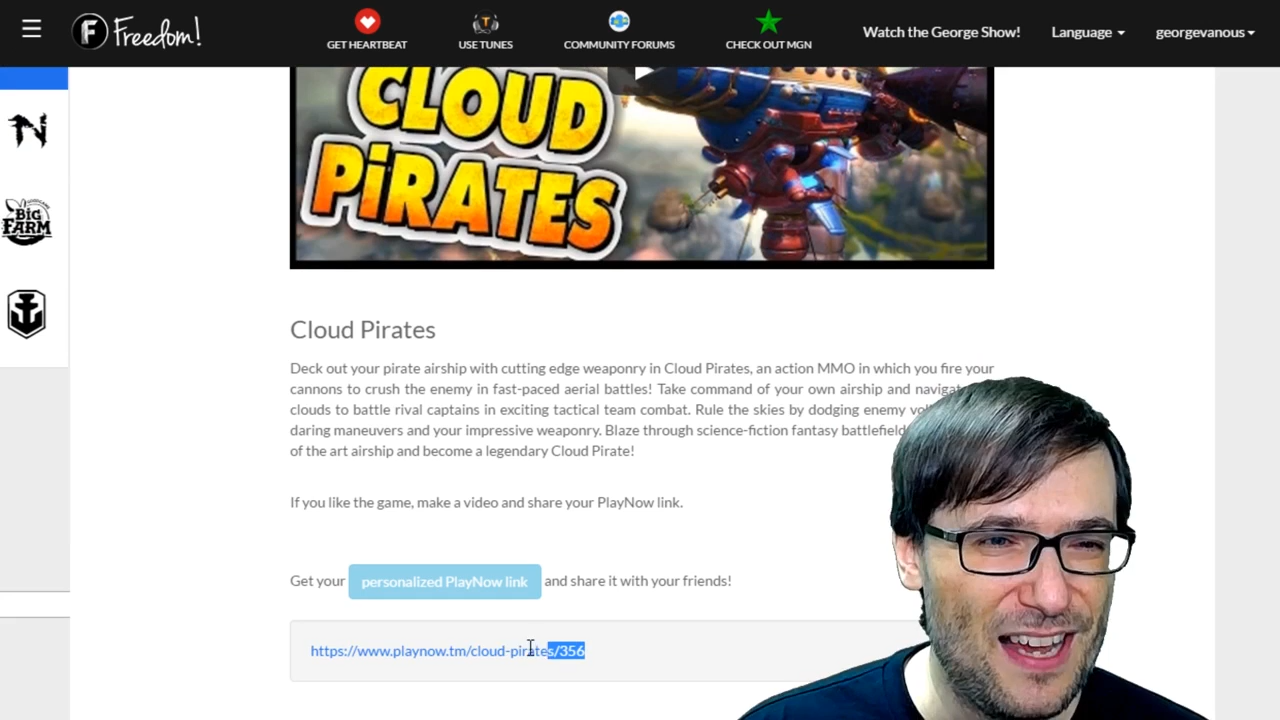 Freedom!
GET HEARTBEAT
USE TUNES
COMMUNITY FORUMS
CHECK OUT MGN
Watch the George Show!
Language
georgevanous
N
BIG
FARM
CLOUD
PiRATES
Cloud Pirates
Deck out your pirate airship with cutting edge weaponry in Cloud Pirates, an action MMO in which you fire your
cannons to crush the enemy in fast-paced aerial battles! Take command of your own airship and navigat
clouds to battle rival captains in exciting tactical team combat. Rule the skies by dodging enemy vol
daring maneuvers and your impressive weaponry. Blaze through science-fiction fantasy battlefield
of the art airship and become a legendary Cloud Pirate!
If you like the game, make a video and share your PlayNow link.
Get your personalized PlayNow link and share it with your friends!
https://www.playnow.tm/cloud-pirates/356